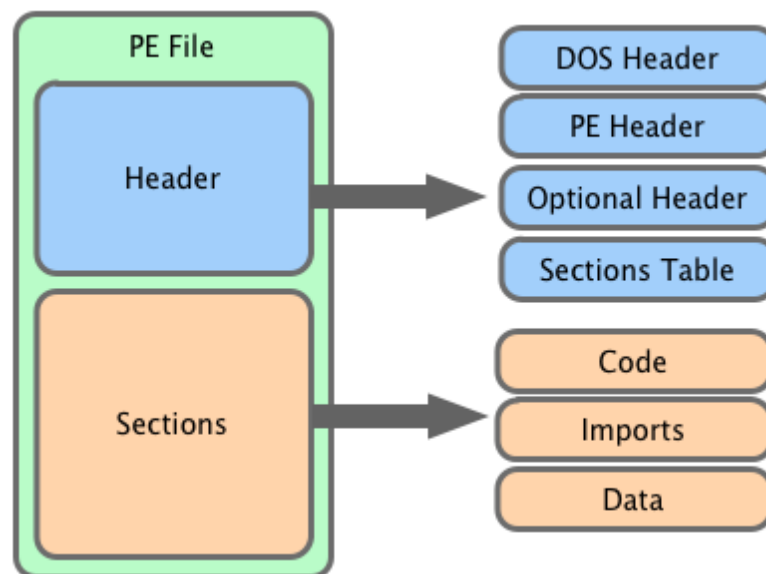 PE File
Header
Sections
DOS Header
PE Header
Optional Header
Sections Table
Code
Imports
Data